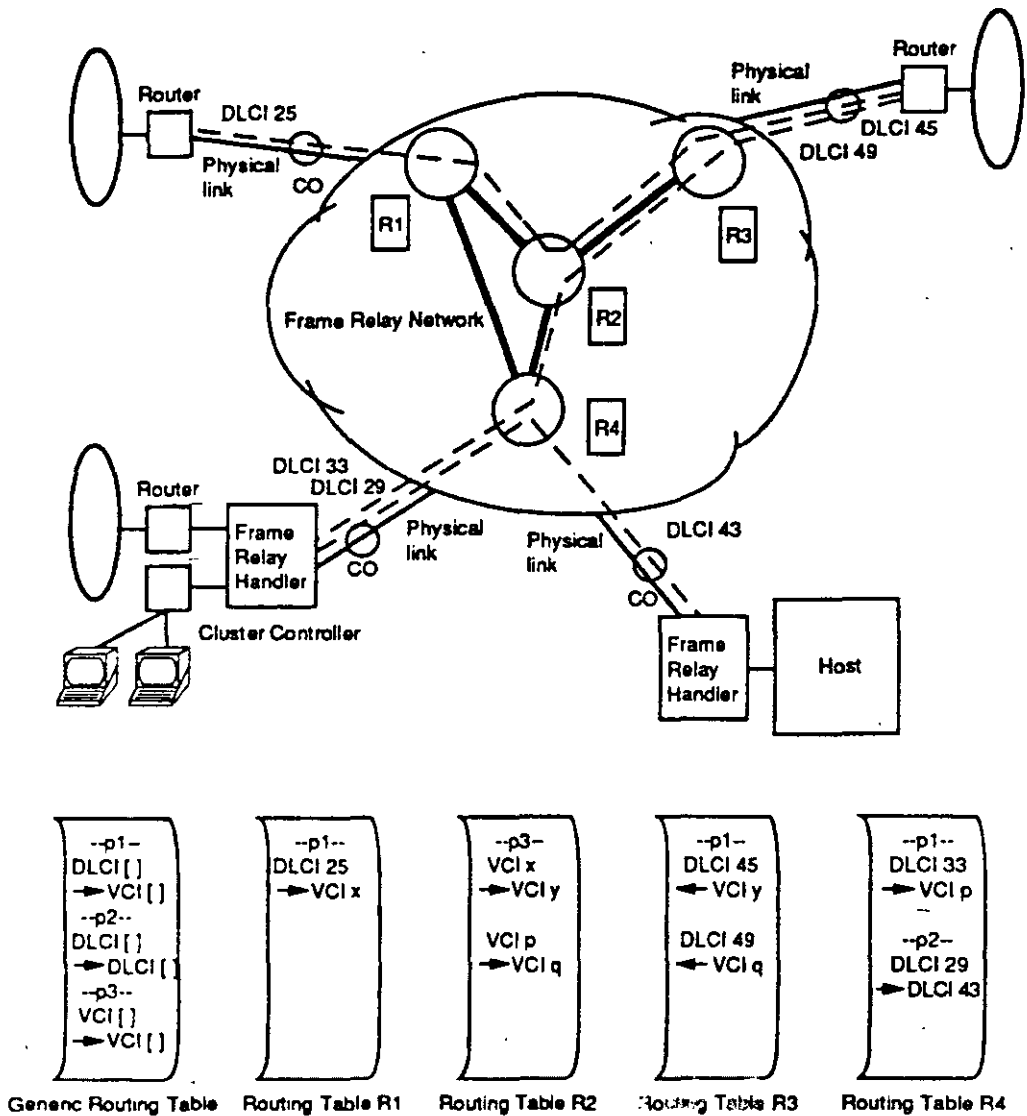 Router
DLCI 25
Physical
link
CO
R1
Physical
link
Router
DLCI 45
DLCI 49
R3
Frame Relay Network
R2
R4
DLCI 33
DLCI 29
Router
Frame
Relay
Handler
Physical
link
CO
Cluster Controller
Physical
link
DLCI 43
CO
Frame
Relay
Handler
Host
--p1--
DLCI [ ]
→ VCI [ ]
--p2--
DLCI [ ]
→ DLCI [ ]
--p3--
VCI [ ]
→ VCI [ ]
Generic Routing Table
--p1--
DLCI 25
→ VCI x
Routing Table R1
--p3-
VCI x
→ VCI y
VCI p
→ VCI q
Routing Table R2
--p1--
DLCI 45
← VCI y
DLCI 49
← VCI q
Routing Table R3
--p1--
DLCI 33
→ VCI p
--p2--
DLCI 29
→ DLCI 43
Routing Table R4